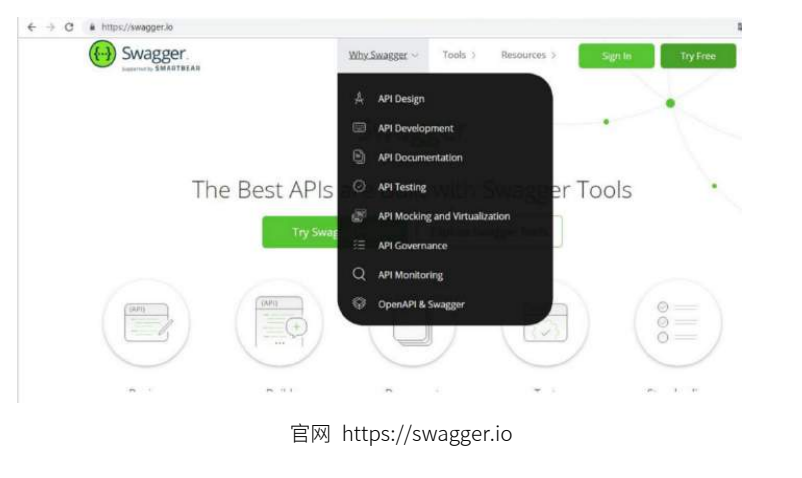 https://swagger.io
Swagger.
Supported by SMARTBEAR
Why Swagger
Tools
Resources
Sign In
Try Free
API Design
API Development
API Documentation
API Testing
API Mocking and Virtualization
API Governance
API Monitoring
OpenAPI & Swagger
The Best APIs are Built with Swagger Tools
Try Swag
(API)
(API)
官网 https://swagger.io